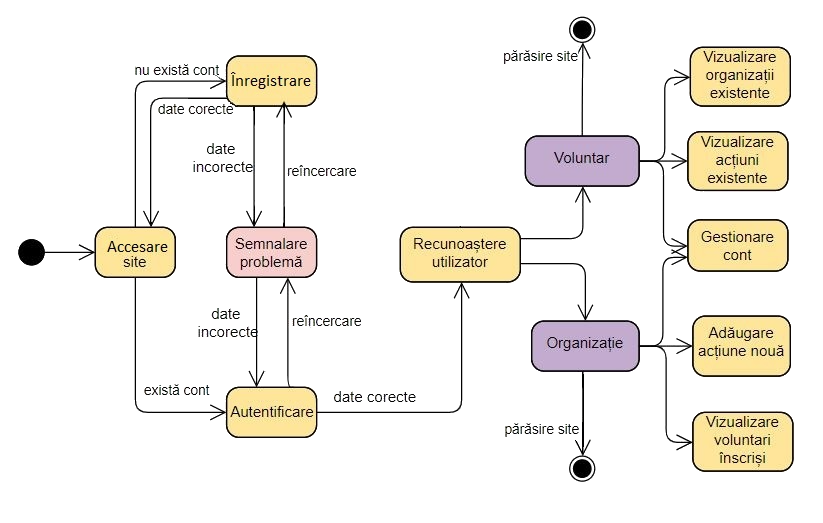 nu există cont
Înregistrare
date corecte
date
incorecte
reîncercare
Accesare
site
Semnalare
problemă
date
incorecte
reîncercare
există cont
Autentificare
date corecte
Recunoaștere
utilizator
părăsire site
Voluntar
Organizație
părăsire site
Vizualizare
organizații
existente
Vizualizare
acțiuni
existente
Gestionare
cont
Adăugare
acțiune nouă
Vizualizare
voluntari
înscriși